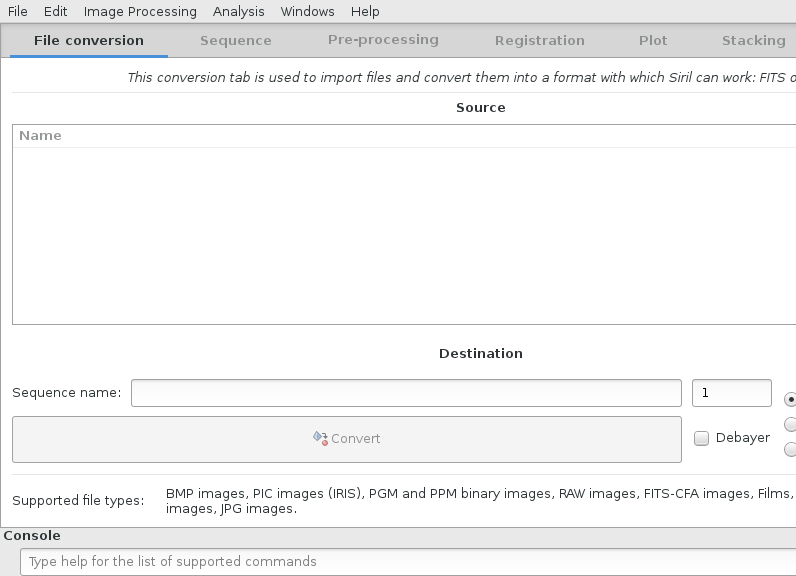 File Edit Image Processing Analysis Windows Help
File conversion Sequence Pre-processing Registration Plot Stacking
This conversion tab is used to import files and convert them into a format with which Siril can work: FITS
Source
Name
Destination
Sequence name: 1
Convert Debayer
Supported file types: BMP images, PIC images (IRIS), PGM and PPM binary images, RAW images, FITS-CFA images, Films,
images, JPG images.
Console
Type help for the list of supported commands